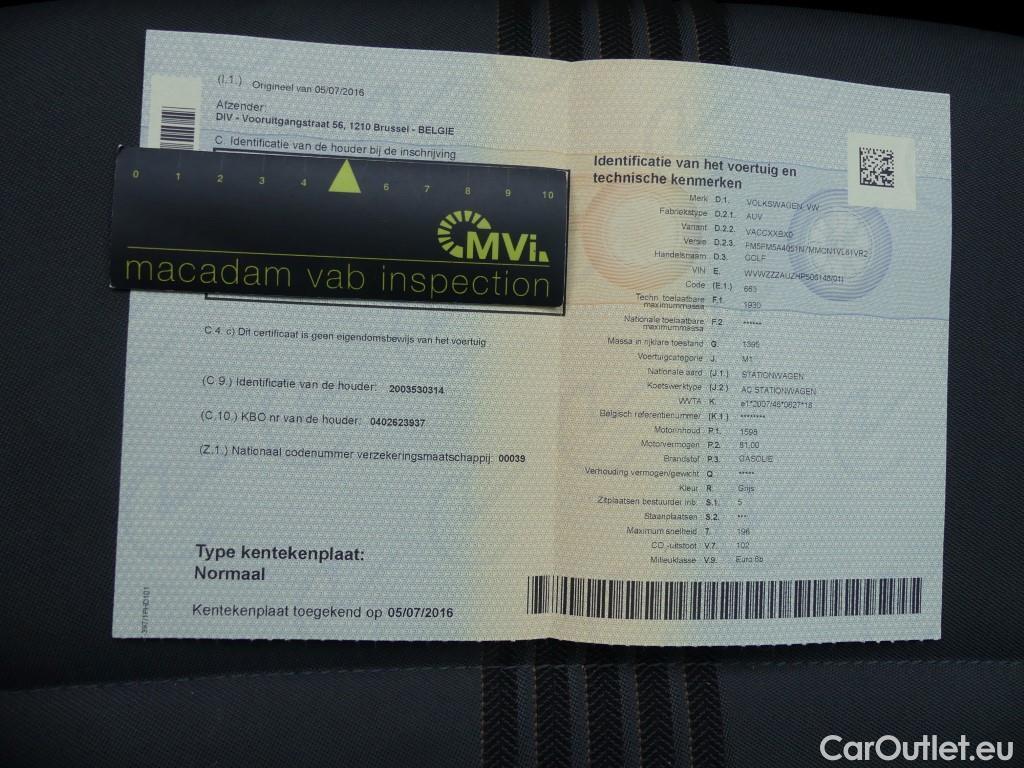 (I.1.) Origineel van 05/07/2016
Afzender:
DIV - Vooruitgangstraat 56, 1210 Brussel - BELGIE
C. Identificatie van de houder bij de inschrijving
0 1 2 3 4 6 7 8 9 10
MVi
macadam vab inspection
C.4. c) Dit certificaat is geen eigendomsbewijs van het voertuig
(C.9.) Identificatie van de houder: 2003530314
(C.10.) KBO nr van de houder: 0402623937
(Z.1.) Nationaal codenummer verzekeringsmaatschappij: 00039
Type kentekenplaat:
Normaal
Kentekenplaat toegekend op 05/07/2016
Identificatie van het voertuig en
technische kenmerken
Merk D.1. VOLKSWAGEN, VW
Fabriekstype D.2.1. AUV
Variant D.2.2. VACCXXBX0
Versie D.2.3. FM5FM5A4051N7MMON1VL61VR2
Handelsnaam D.3. GOLF
VIN E. WVWZZZAUZHP506148(01)
Code (E.1.) 663
Techn. toelaatbare maximummassa F.1. 1930
Nationale toelaatbare maximummassa F.2. ******
Massa in rijklare toestand G. 1395
Voertuigcategorie J. M1
Nationale aard (J.1.) STATIONWAGEN
Koetswerktype (J.2.) AC STATIONWAGEN
WVTA K. e1*2007/46*0627*18
Belgisch referentienummer (K.1.) ********
Motorinhoud P.1. 1598
Motorvermogen P.2. 81,00
Brandstof P.3. GASOLIE
Verhouding vermogen/gewicht Q. *****
Kleur R. Grijs
Zitplaatsen bestuurder inb. S.1. 5
Staanplaatsen S.2. ***
Maximum snelheid T. 196
CO₂-uitstoot V.7. 102
Milieuklasse V.9. Euro 6b
CarOutlet.eu